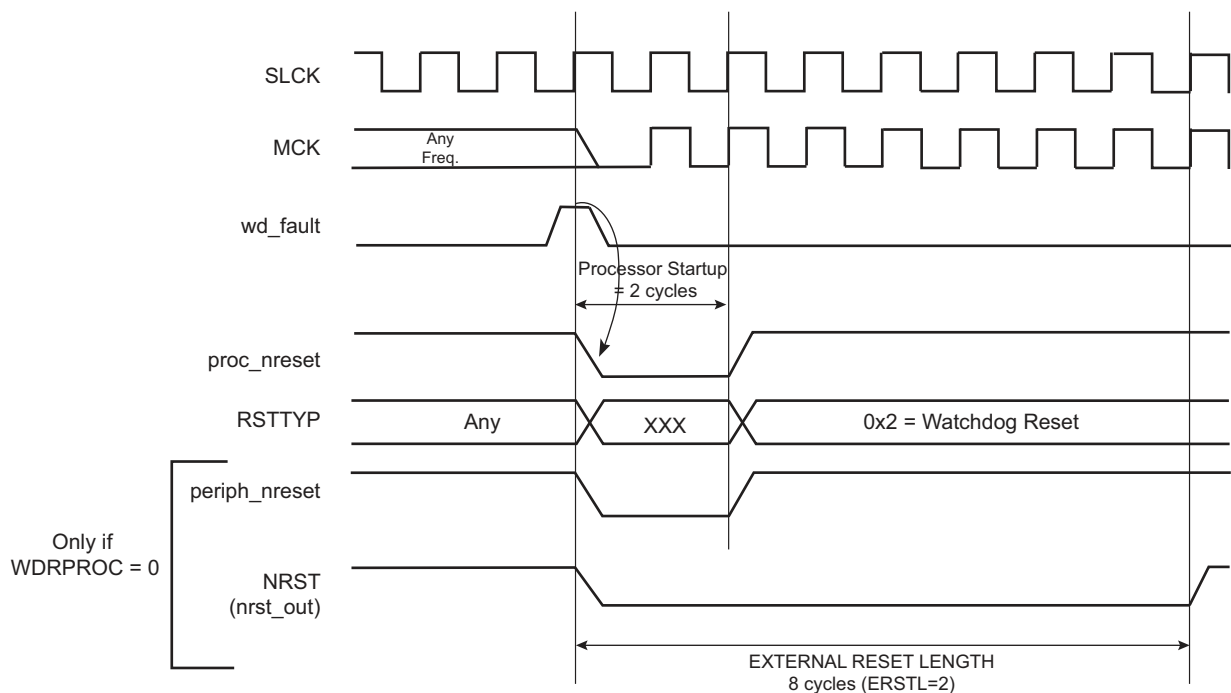 SLCK
MCK
Any
Freq.
wd_fault
Processor Startup
= 2 cycles
proc_nreset
RSTTYP
Any
XXX
0x2 = Watchdog Reset
periph_nreset
Only if
WDRPROC = 0
NRST
(nrst_out)
EXTERNAL RESET LENGTH
8 cycles (ERSTL=2)